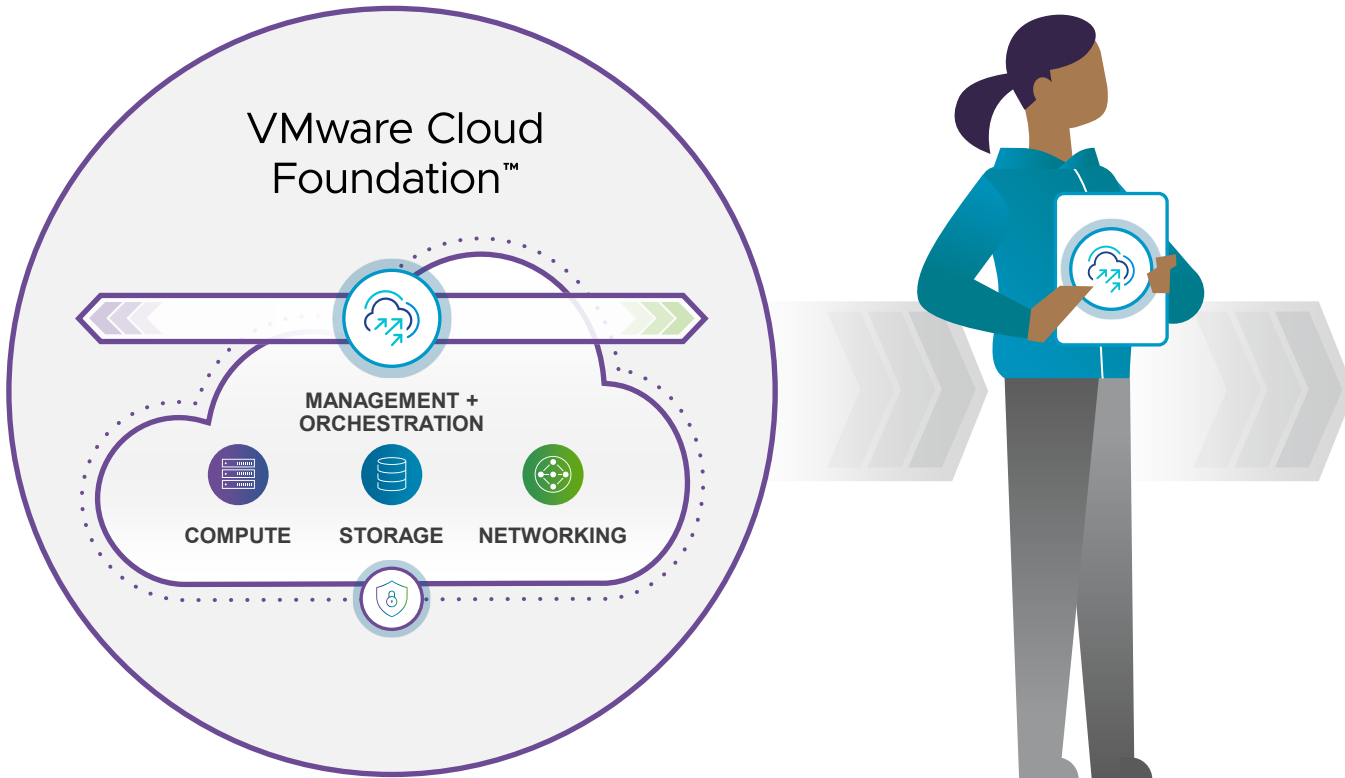 VMware Cloud
Foundation™
MANAGEMENT +
ORCHESTRATION
COMPUTE
STORAGE
NETWORKING